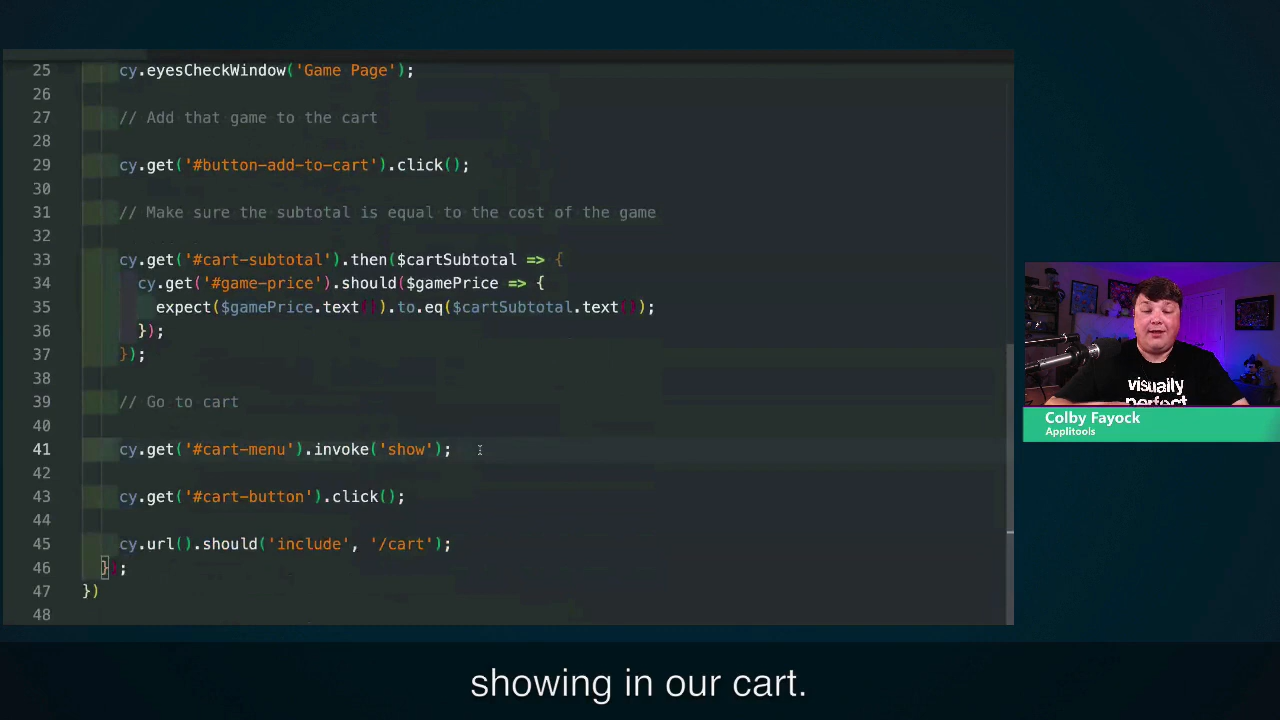 25 cy.eyesCheckWindow('Game Page');
26
27 // Add that game to the cart
28
29 cy.get('#button-add-to-cart').click();
30
31 // Make sure the subtotal is equal to the cost of the game
32
33 cy.get('#cart-subtotal').then($cartSubtotal => {
34 cy.get('#game-price').should($gamePrice => {
35 expect($gamePrice.text()).to.eq($cartSubtotal.text());
36 });
37 });
38
39 // Go to cart
40
41 cy.get('#cart-menu').invoke('show');
42
43 cy.get('#cart-button').click();
44
45 cy.url().should('include', '/cart');
46 });
47 })
48
visually
perfect
Colby Fayock
Applitools
showing in our cart.